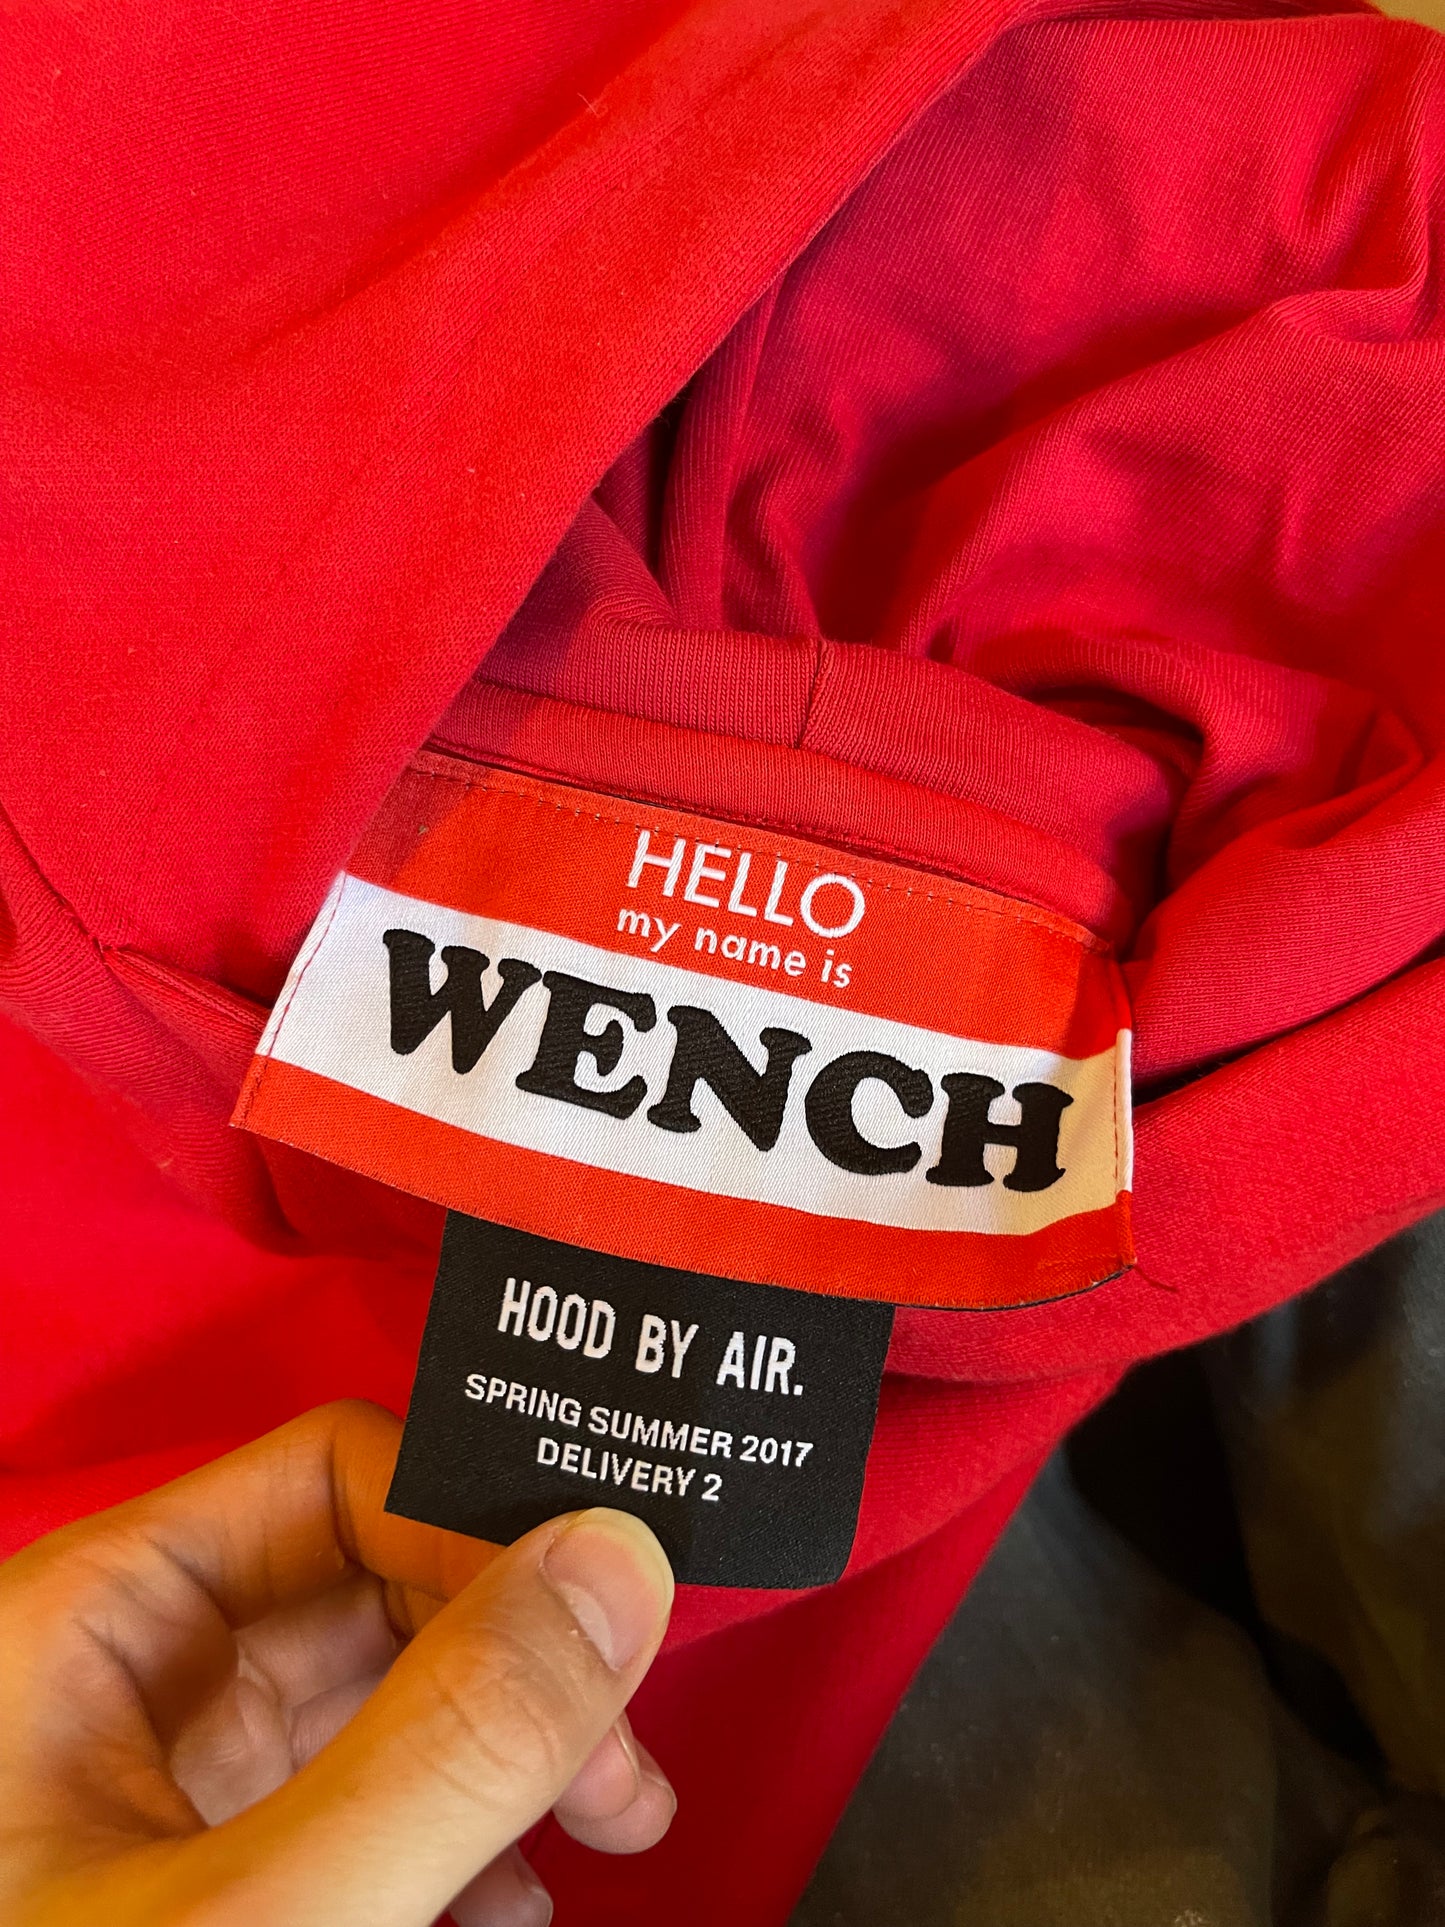 HELLO
my name is
WENCH
HOOD BY AIR.
SPRING SUMMER 2017
DELIVERY 2